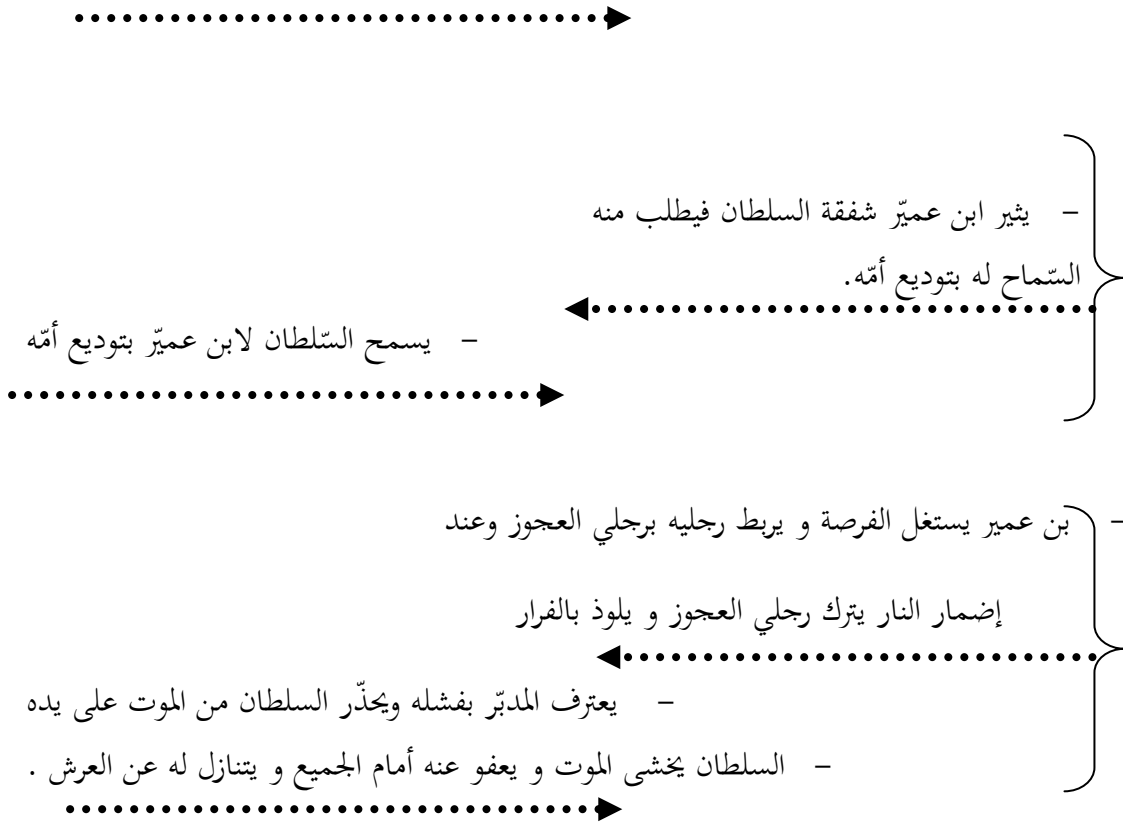 – يثير ابن عميّر شفقة السلطان فيطلب منه
السّماح له بتوديع أمّه.
– يسمح السّلطان لابن عميّر بتوديع أمّه
– بن عمير يستغل الفرصة و يربط رجليه برجلي العجوز وعند
إضمار النار يترك رجلي العجوز و يلوذ بالفرار
– يعترف المدبّر بفشله ويحذّر السلطان من الموت على يده
– السلطان يخشى الموت و يعفو عنه أمام الجميع و يتنازل له عن العرش .